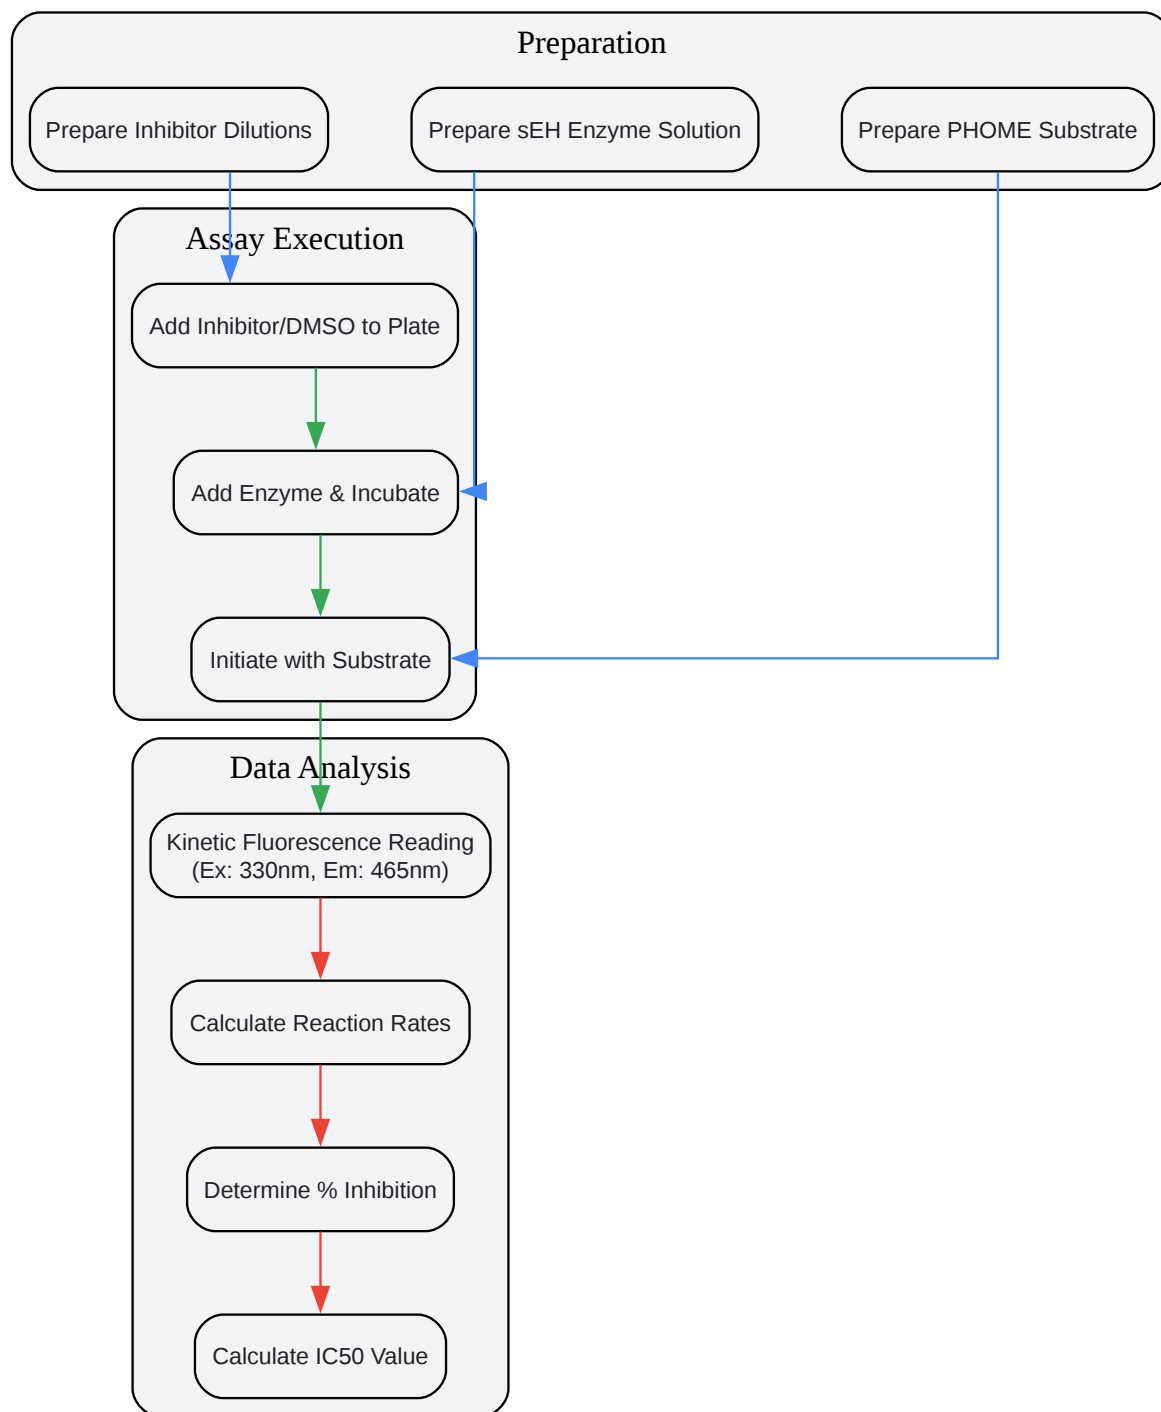 Preparation
Prepare Inhibitor Dilutions
Prepare sEH Enzyme Solution
Prepare PHOME Substrate
Assay Execution
Add Inhibitor/DMSO to Plate
Add Enzyme & Incubate
Initiate with Substrate
Data Analysis
Kinetic Fluorescence Reading
(Ex: 330nm, Em: 465nm)
Calculate Reaction Rates
Determine % Inhibition
Calculate IC50 Value